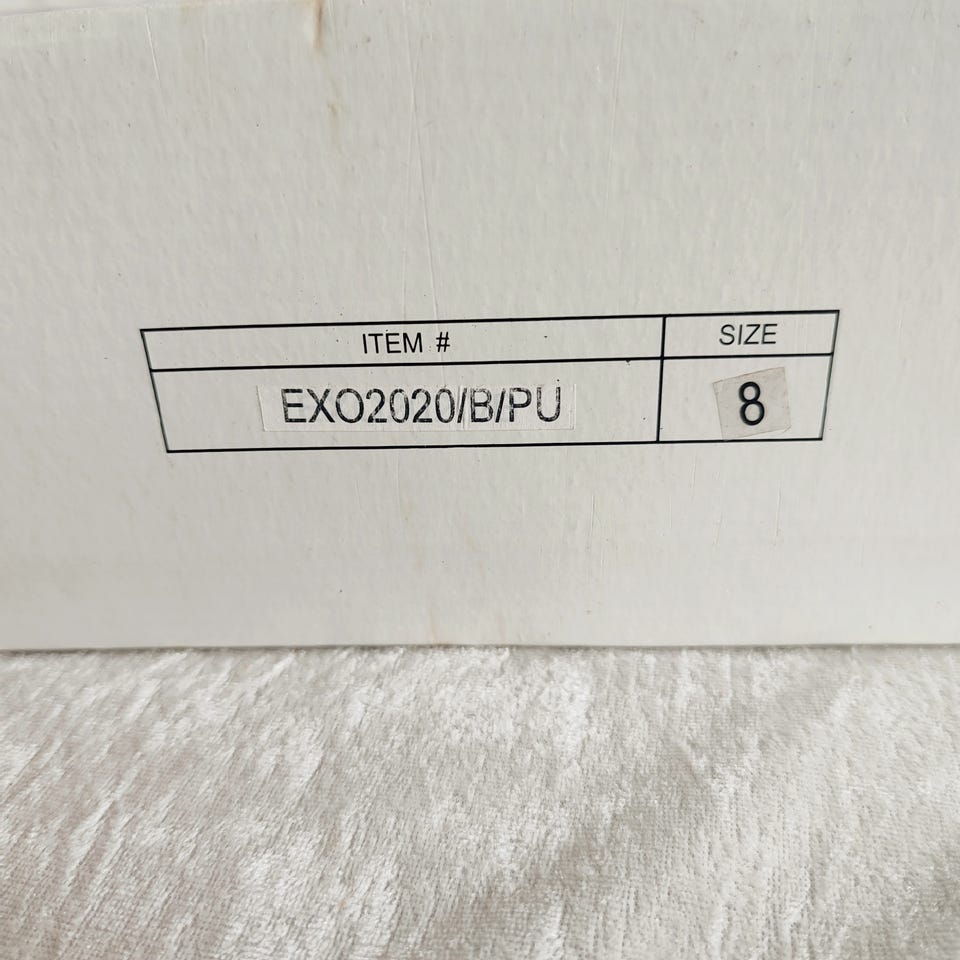 ITEM # SIZE
EXO2020/B/PU 8